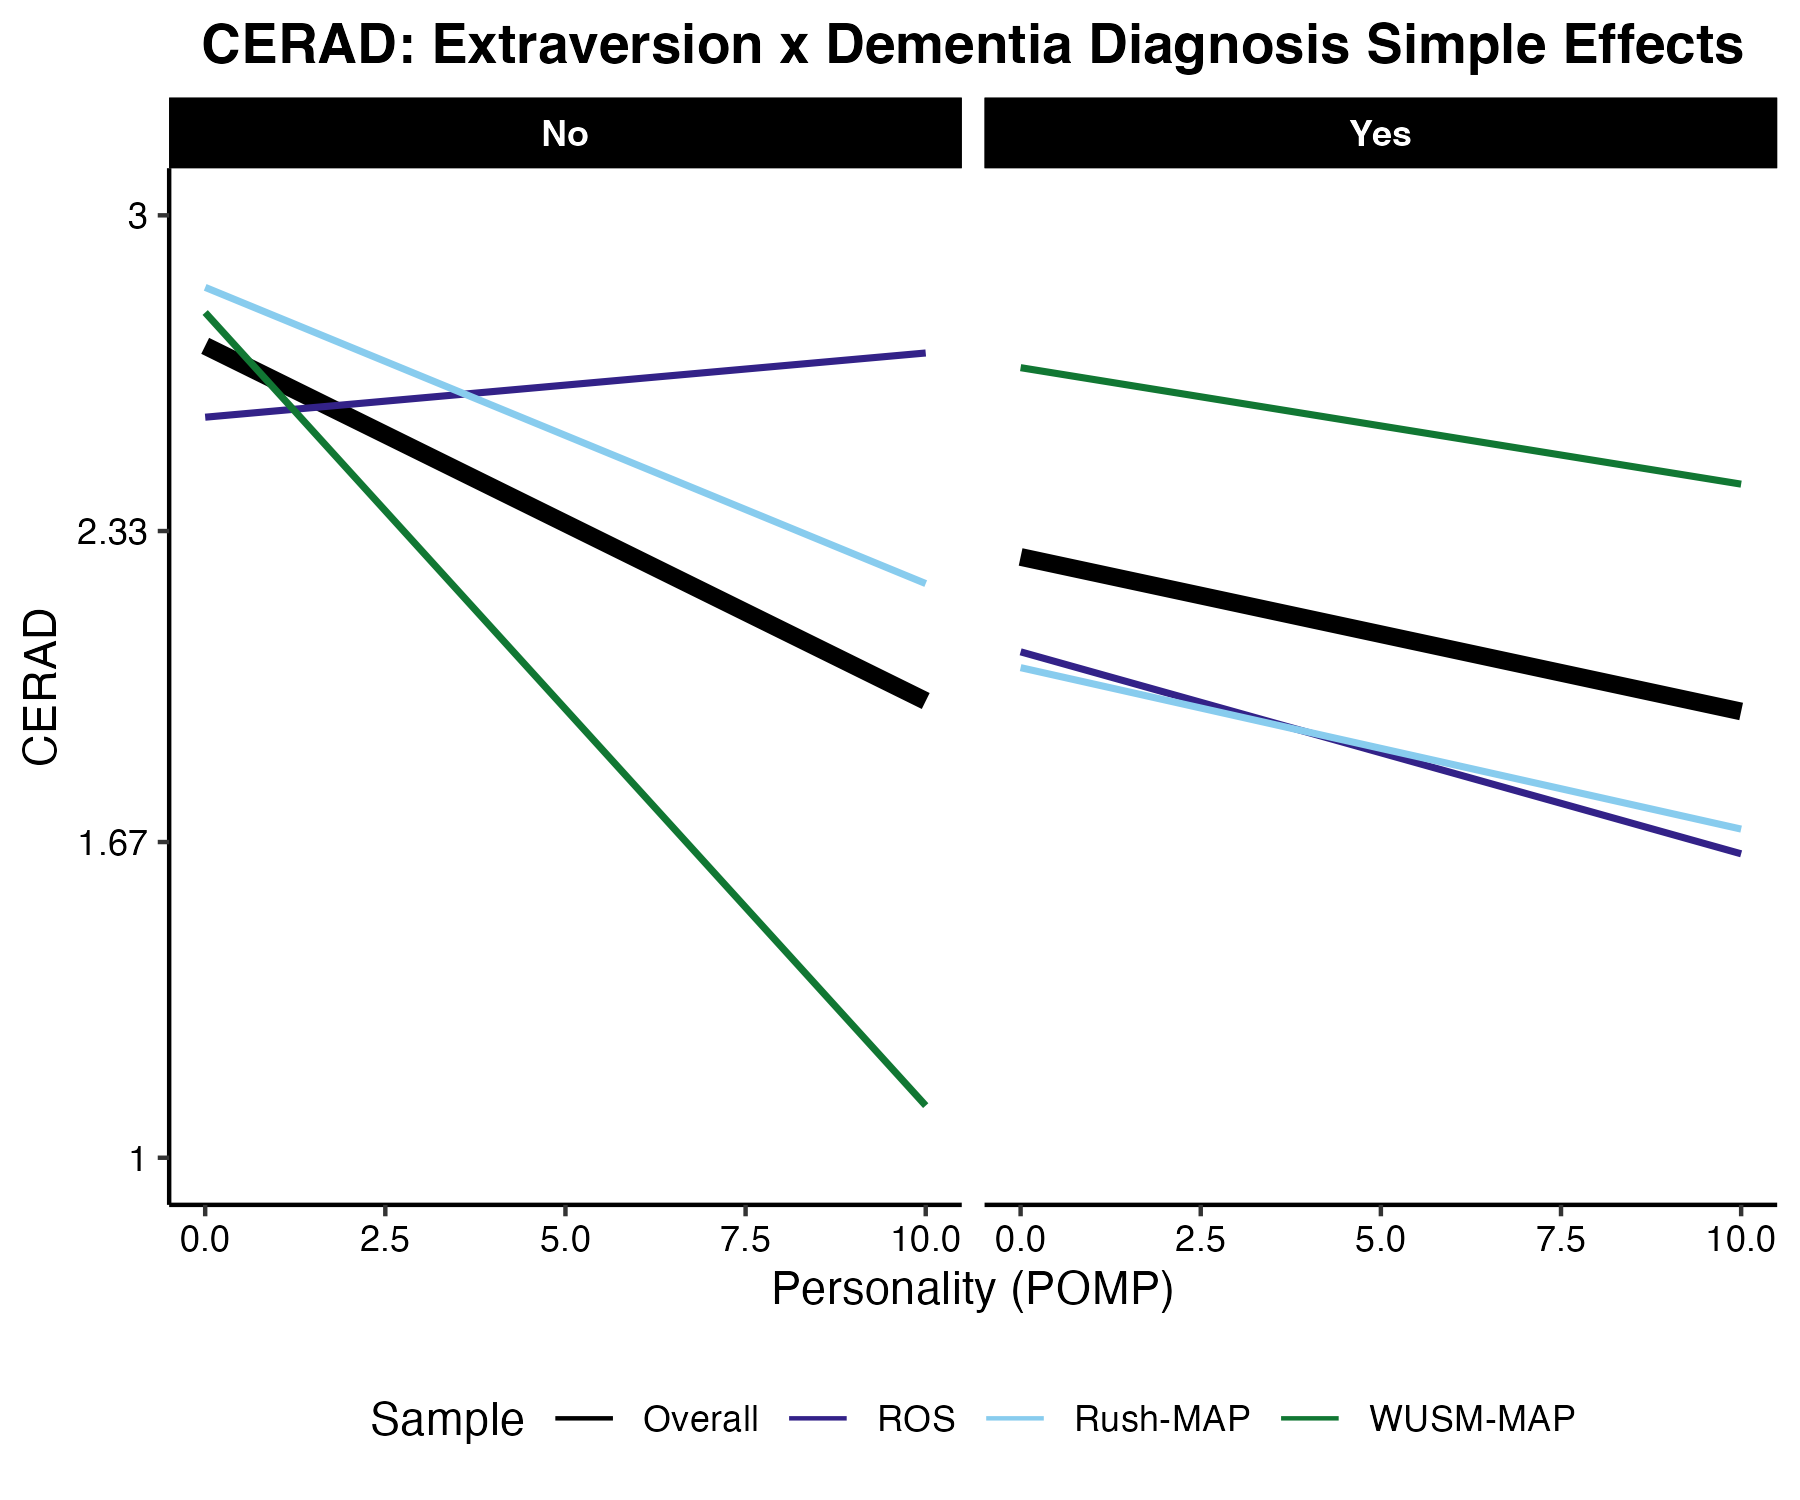 CERAD: Extraversion x Dementia Diagnosis Simple Effects
No
Yes
3
2.33
1.67
1
CERAD
0.0 2.5 5.0 7.5 10.0 0.0 2.5 5.0 7.5 10.0
Personality (POMP)
Sample Overall ROS Rush-MAP WUSM-MAP